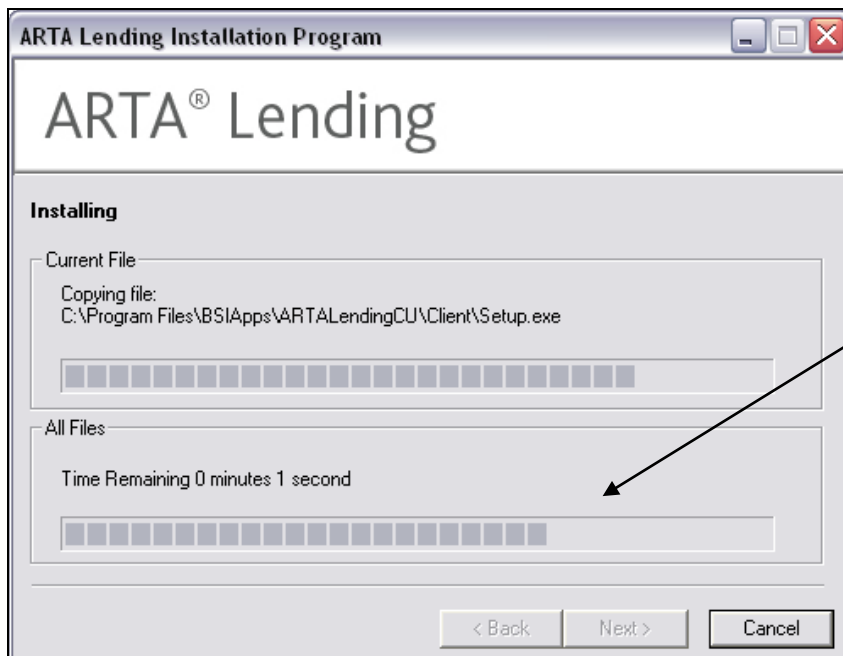 ARTA Lending Installation Program
ARTA® Lending
Installing
Current File
Copying file:
C:\Program Files\BSIApps\ARTALendingCU\Client\Setup.exe
All Files
Time Remaining 0 minutes 1 second
< Back
Next >
Cancel